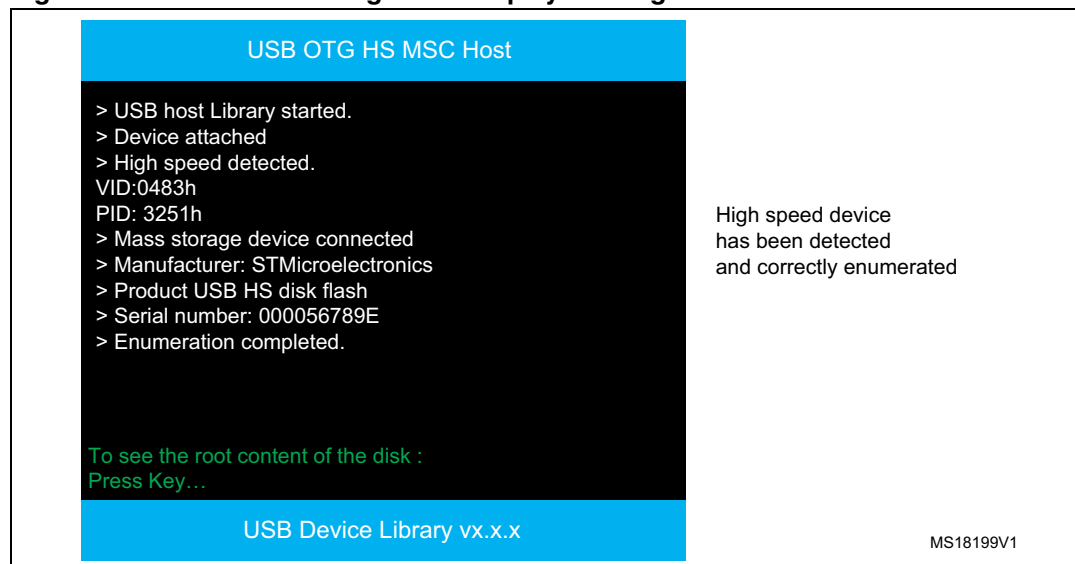 USB OTG HS MSC Host
> USB host Library started.
> Device attached
> High speed detected.
VID:0483h
PID: 3251h
> Mass storage device connected
> Manufacturer: STMicroelectronics
> Product USB HS disk flash
> Serial number: 000056789E
> Enumeration completed.
To see the root content of the disk :
Press Key…
USB Device Library vx.x.x
High speed device
has been detected
and correctly enumerated
MS18199V1